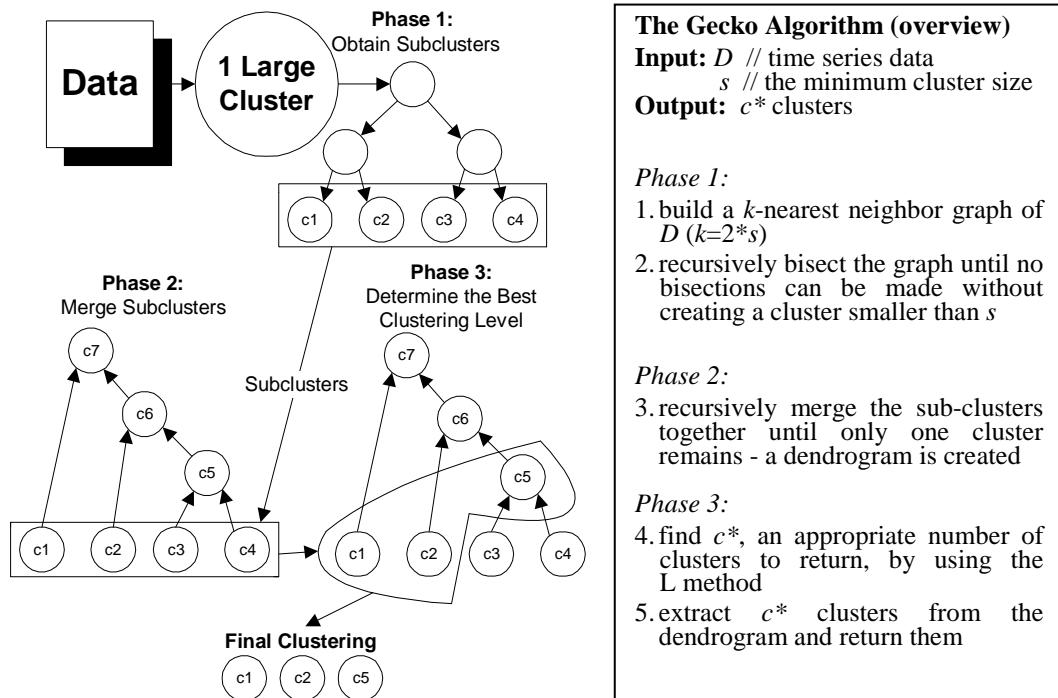 Phase 1:
Obtain Subclusters
Data
1 Large
Cluster
c1 c2 c3 c4
Phase 2:
Merge Subclusters
Phase 3:
Determine the Best
Clustering Level
c7
c6
c5
c1 c2 c3 c4
Subclusters
c7
c6
c5
c1 c2 c3 c4
Final Clustering
c1 c2 c5
The Gecko Algorithm (overview)
Input: D // time series data
s // the minimum cluster size
Output: c* clusters
Phase 1:
1. build a k-nearest neighbor graph of
D (k=2*s)
2. recursively bisect the graph until no
bisections can be made without
creating a cluster smaller than s
Phase 2:
3. recursively merge the sub-clusters
together until only one cluster
remains - a dendrogram is created
Phase 3:
4. find c*, an appropriate number of
clusters to return, by using the
L method
5. extract c* clusters from the
dendrogram and return them